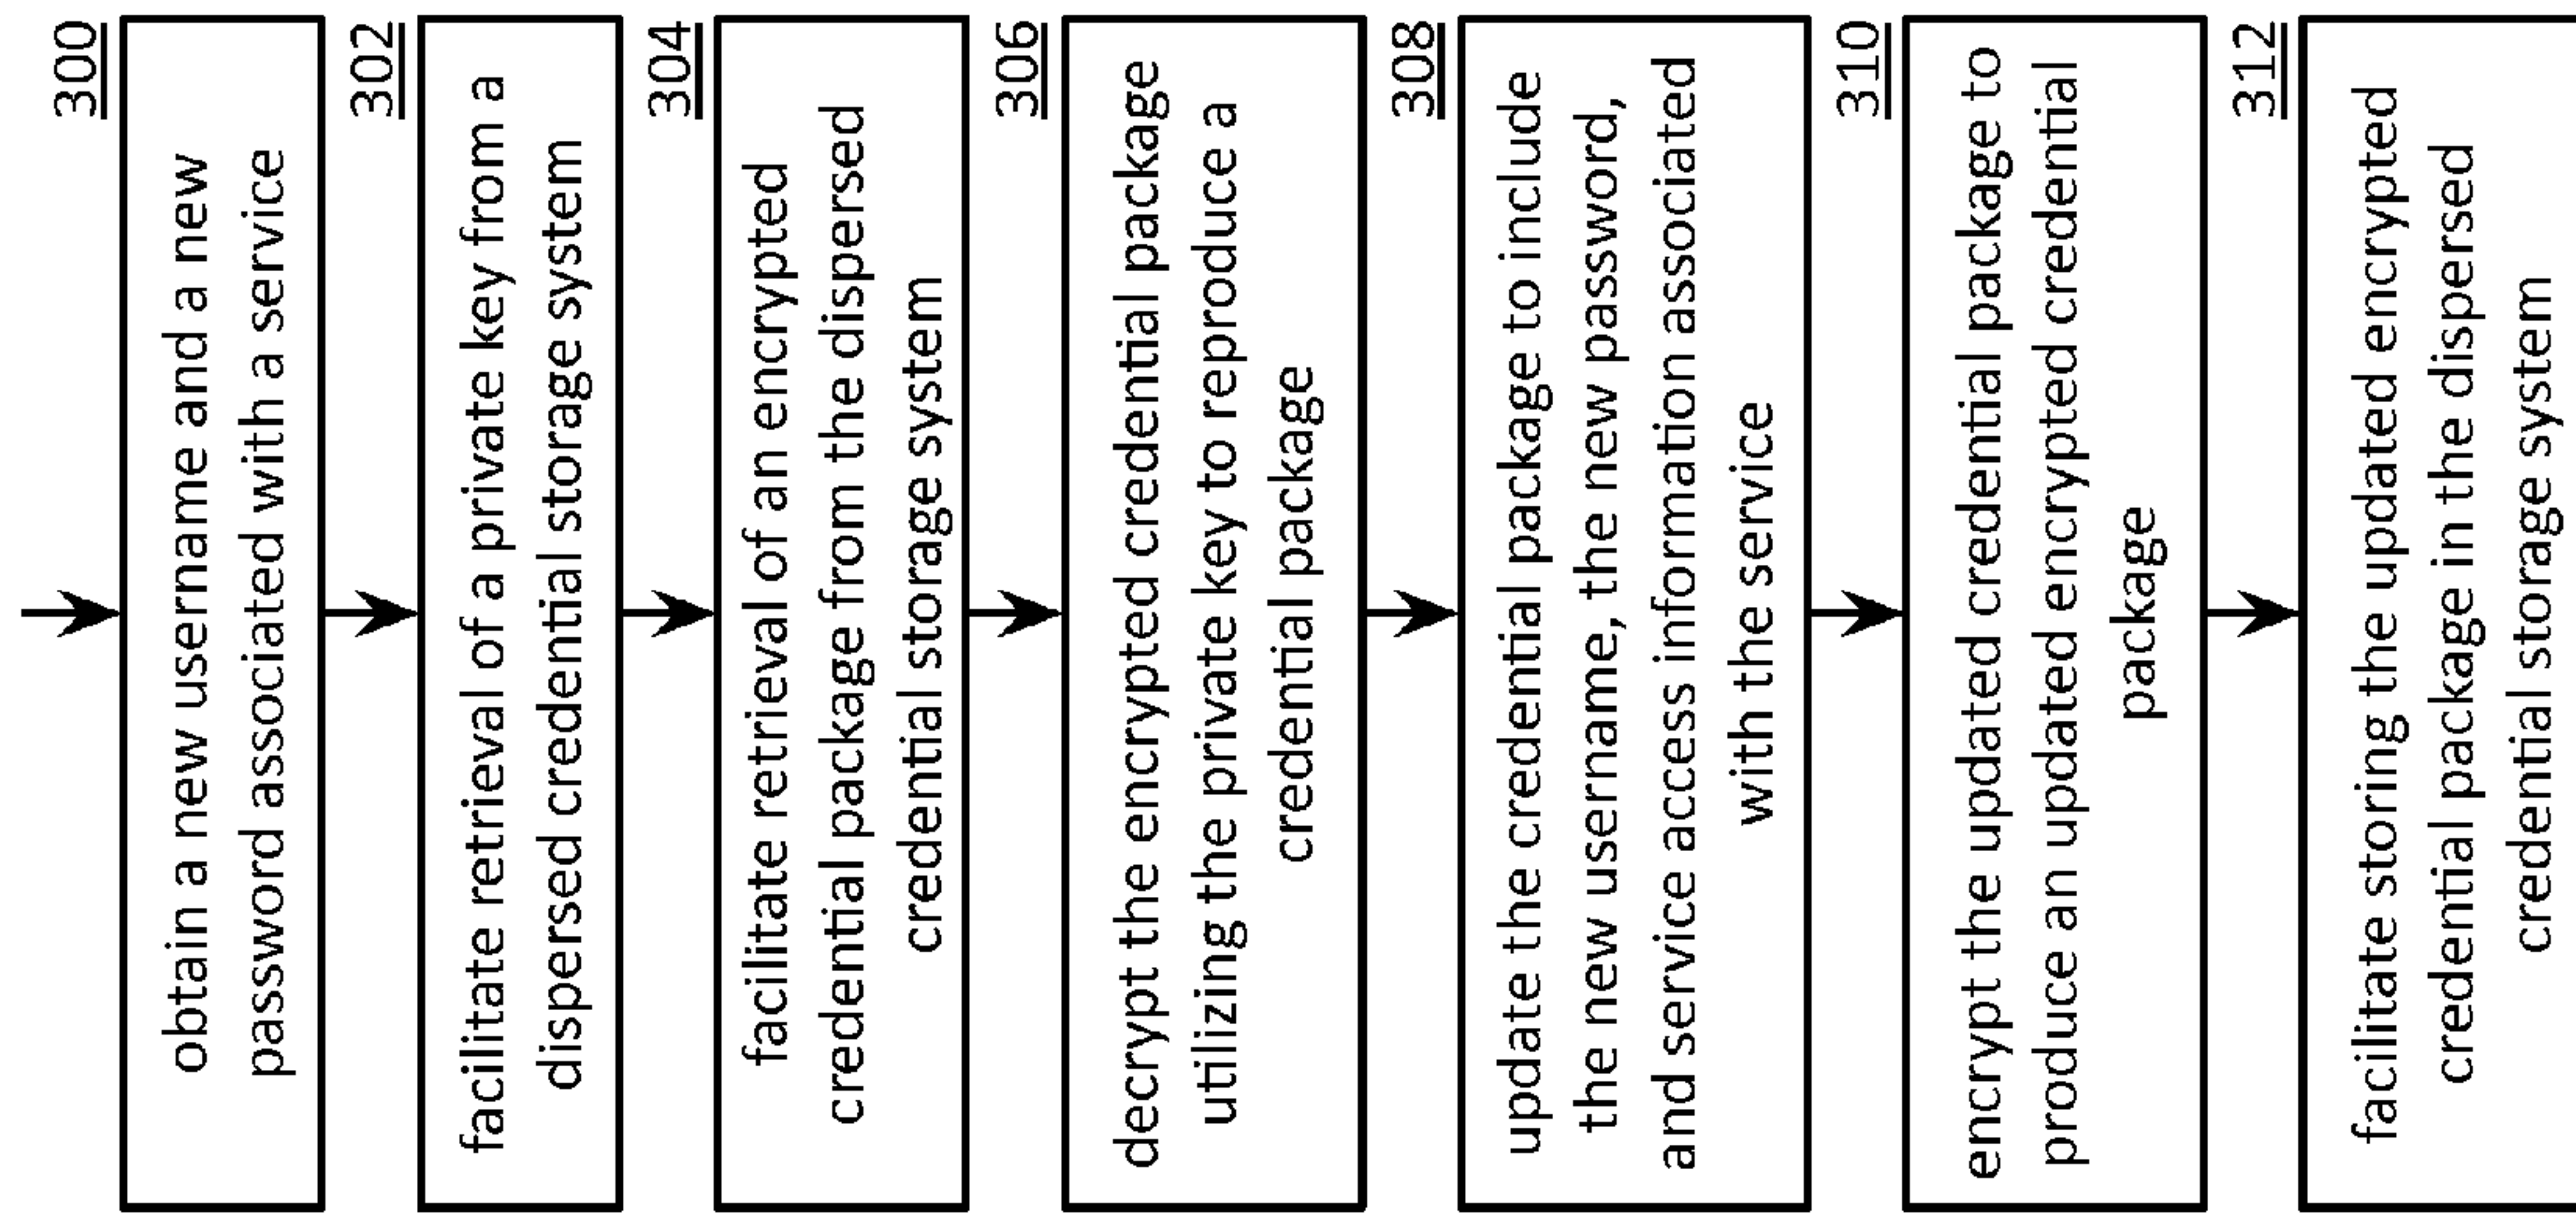 300
obtain a new username and a new
password associated with a service
302
facilitate retrieval of a private key from a
dispersed credential storage system
304
facilitate retrieval of an encrypted
credential package from the dispersed
credential storage system
306
decrypt the encrypted credential package
utilizing the private key to reproduce a
credential package
308
update the credential package to include
the new username, the new password,
and service access information associated
with the service
310
encrypt the updated credential package to
produce an updated encrypted credential
package
312
facilitate storing the updated encrypted
credential package in the dispersed
credential storage system